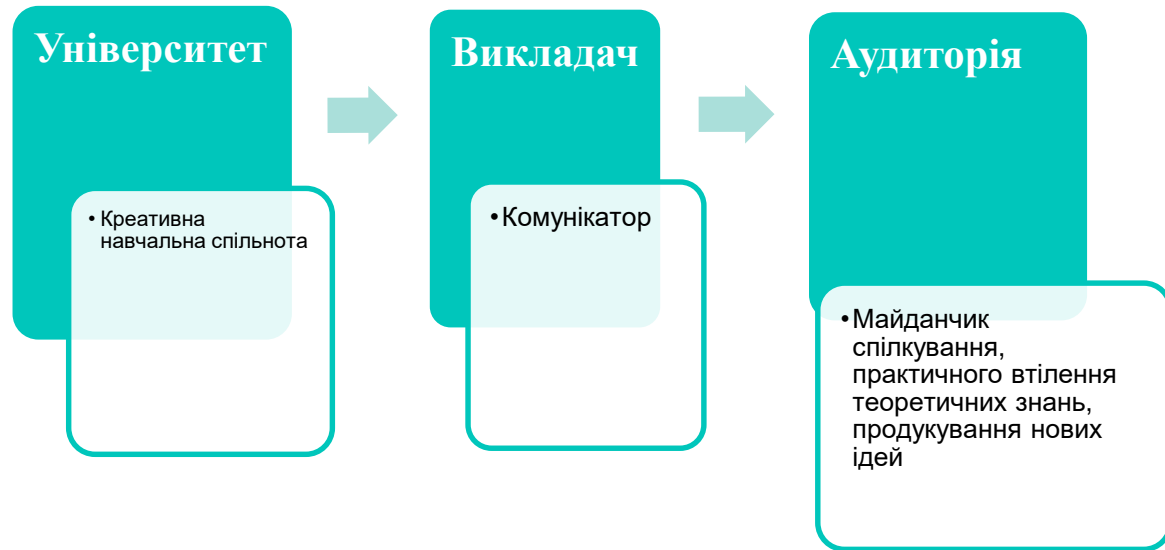 Університет
• Креативна
навчальна спільнота
Викладач
•Комунікатор
Аудиторія
•Майданчик
спілкування,
практичного втілення
теоретичних знань,
продукування нових
ідей